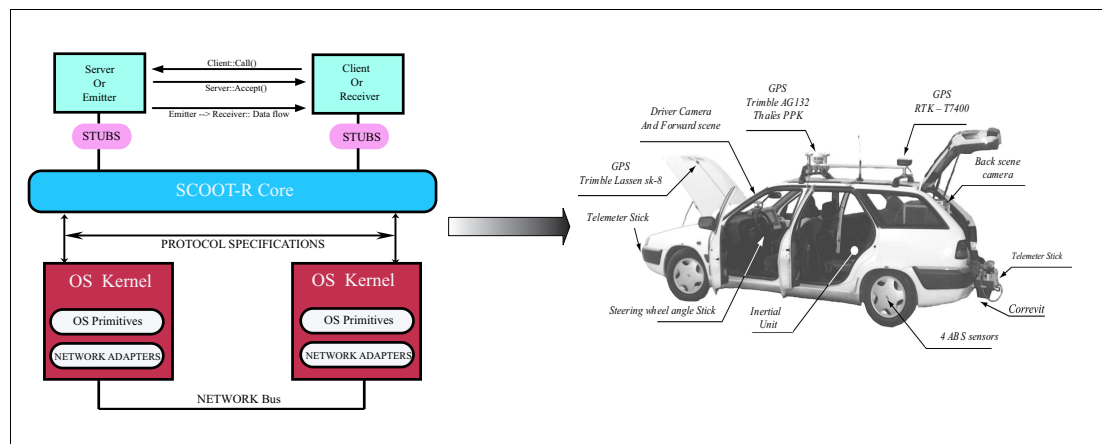 Server
Or
Emitter
Client::Call()
Server::Accept()
Emitter --> Receiver:: Data flow
Client
Or
Receiver
STUBS
STUBS
SCOOT-R Core
PROTOCOL SPECIFICATIONS
OS Kernel
OS Primitives
NETWORK ADAPTERS
OS Kernel
OS Primitives
NETWORK ADAPTERS
NETWORK Bus
GPS
Trimble AG132
Thalès PPK
GPS
RTK – T7400
Driver Camera
And Forward scene
Back scene
camera
GPS
Trimble Lassen sk-8
Telemeter Stick
Telemeter Stick
Steering wheel angle Stick
Inertial
Unit
Correvit
4 ABS sensors